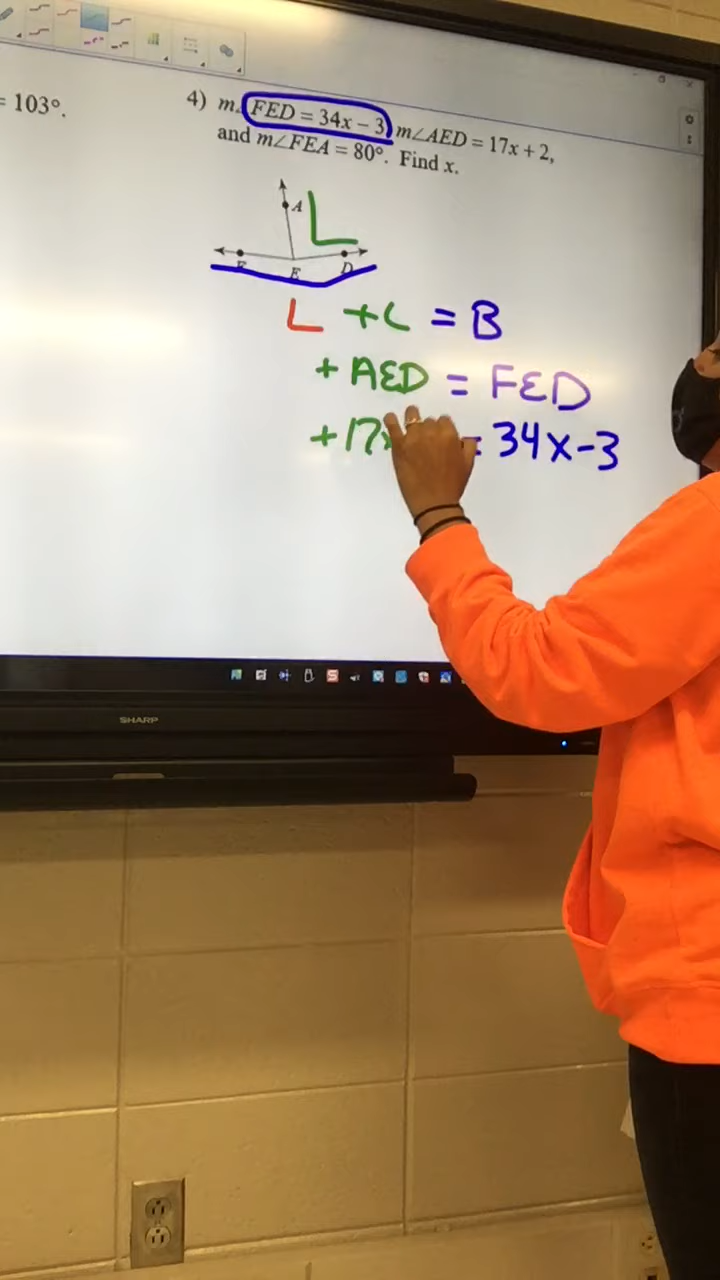 = 103°.
4) m∠FED = 34x − 3, m∠AED = 17x + 2,
and m∠FEA = 80°. Find x.
A
F E D
L
L + L = B
+ AED = FED
+17x = 34x-3
SHARP